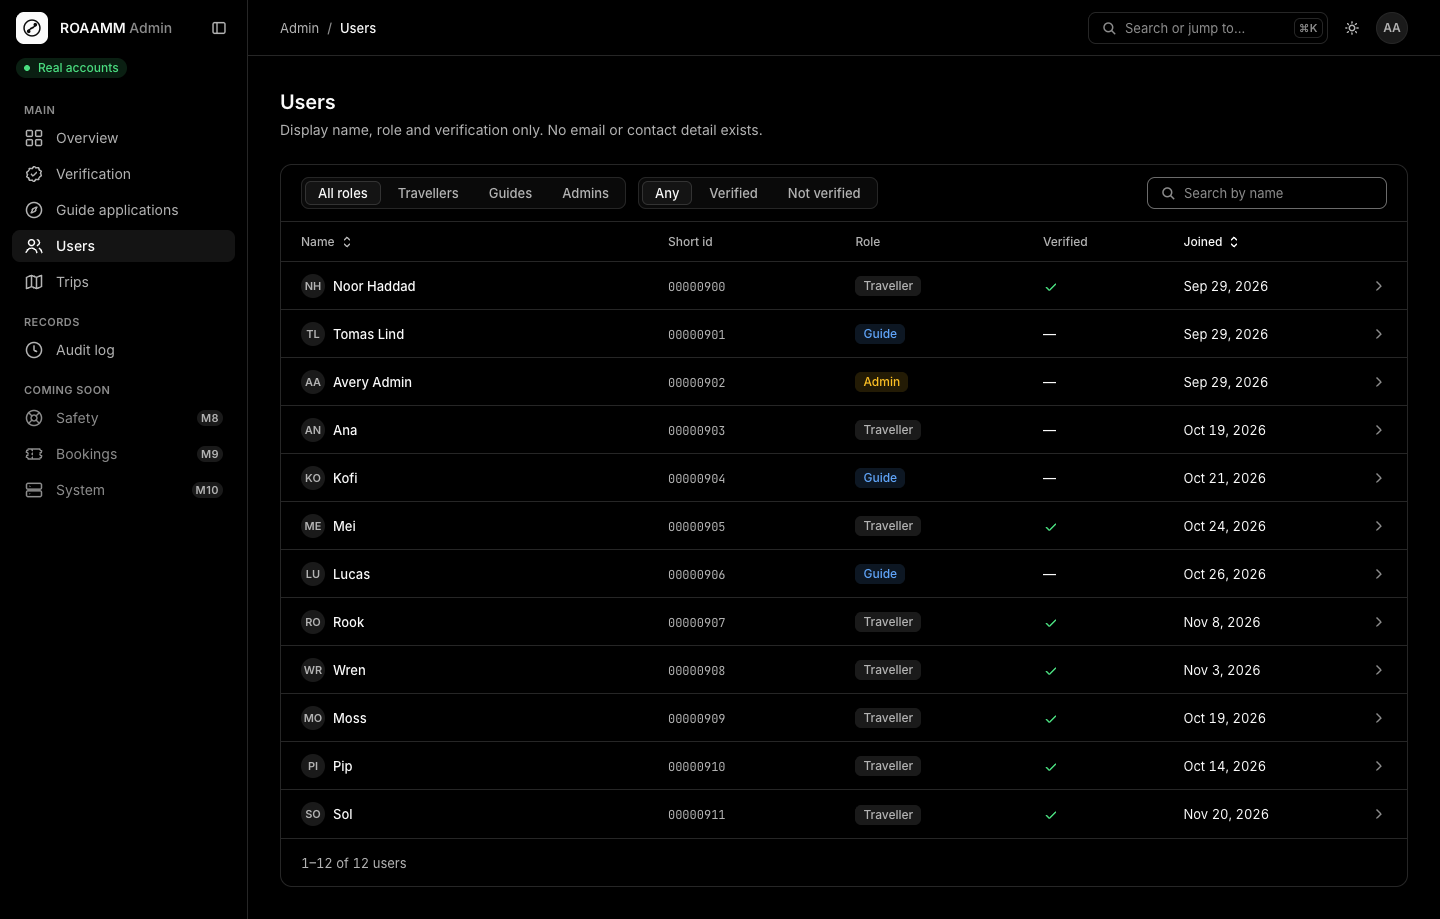 ROAAMM Admin
Real accounts
MAIN
Overview
Verification
Guide applications
Users
Trips
RECORDS
Audit log
COMING SOON
Safety M8
Bookings M9
System M10
Admin / Users
Search or jump to... ⌘K
AA
Users
Display name, role and verification only. No email or contact detail exists.
All roles Travellers Guides Admins Any Verified Not verified Search by name
Name Short id Role Verified Joined
NH Noor Haddad 00000900 Traveller Sep 29, 2026
TL Tomas Lind 00000901 Guide — Sep 29, 2026
AA Avery Admin 00000902 Admin — Sep 29, 2026
AN Ana 00000903 Traveller — Oct 19, 2026
KO Kofi 00000904 Guide — Oct 21, 2026
ME Mei 00000905 Traveller Oct 24, 2026
LU Lucas 00000906 Guide — Oct 26, 2026
RO Rook 00000907 Traveller Nov 8, 2026
WR Wren 00000908 Traveller Nov 3, 2026
MO Moss 00000909 Traveller Oct 19, 2026
PI Pip 00000910 Traveller Oct 14, 2026
SO Sol 00000911 Traveller Nov 20, 2026
1–12 of 12 users